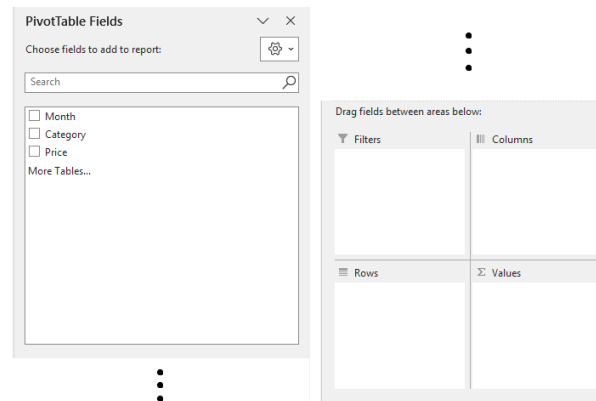 PivotTable Fields
Choose fields to add to report:
Search
Month
Category
Price
More Tables...
Drag fields between areas below:
Filters
Columns
Rows
Σ Values